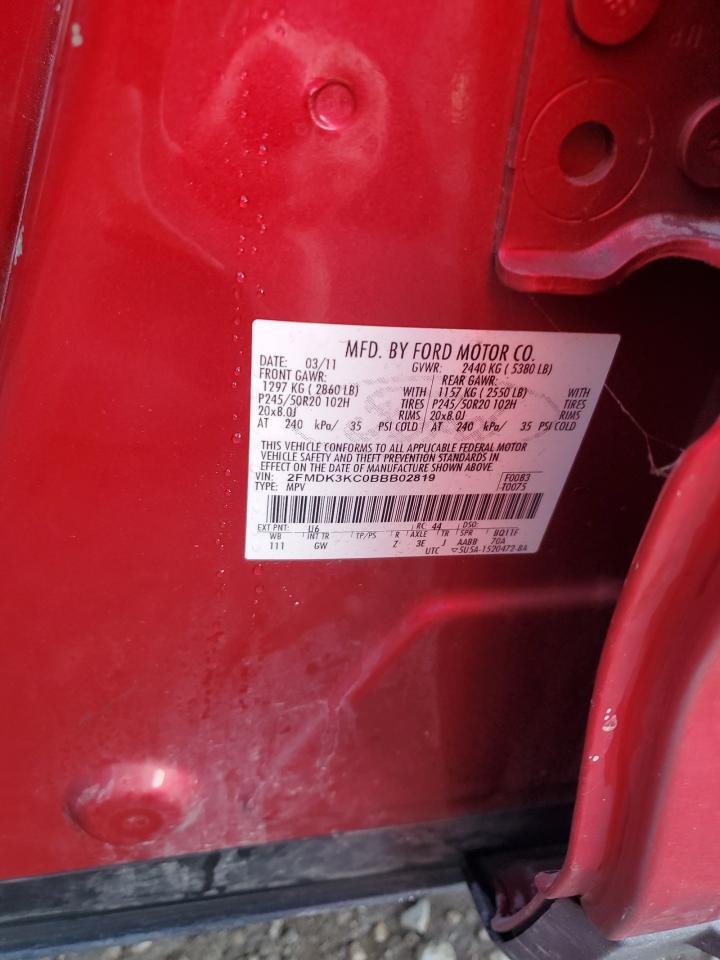 MFD. BY FORD MOTOR CO.
DATE: 03/11 GVWR: 2440 KG ( 5380 LB)
FRONT GAWR: REAR GAWR:
1297 KG ( 2860 LB) WITH 1157 KG ( 2550 LB) WITH
P245/50R20 102H TIRES P245/50R20 102H TIRES
20x8.0J RIMS 20x8.0J RIMS
AT 240 kPa/ 35 PSI COLD AT 240 kPa/ 35 PSI COLD
THIS VEHICLE CONFORMS TO ALL APPLICABLE FEDERAL MOTOR
VEHICLE SAFETY AND THEFT PREVENTION STANDARDS IN
EFFECT ON THE DATE OF MANUFACTURE SHOWN ABOVE.
VIN: 2FMDK3KC0BBB02819 F0083
TYPE: MPV T0075
EXT PNT: U6 RC: 44 DSO:
WB INT TR TP/PS R AXLE TR SPR BQ11F
111 GW Z 3E J AABB 70A
UTC 5U5A-1520472-BA